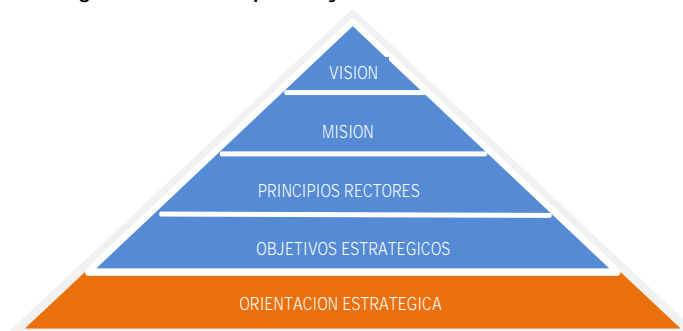 VISION
MISION
PRINCIPIOS RECTORES
OBJETIVOS ESTRATEGICOS
ORIENTACION ESTRATEGICA